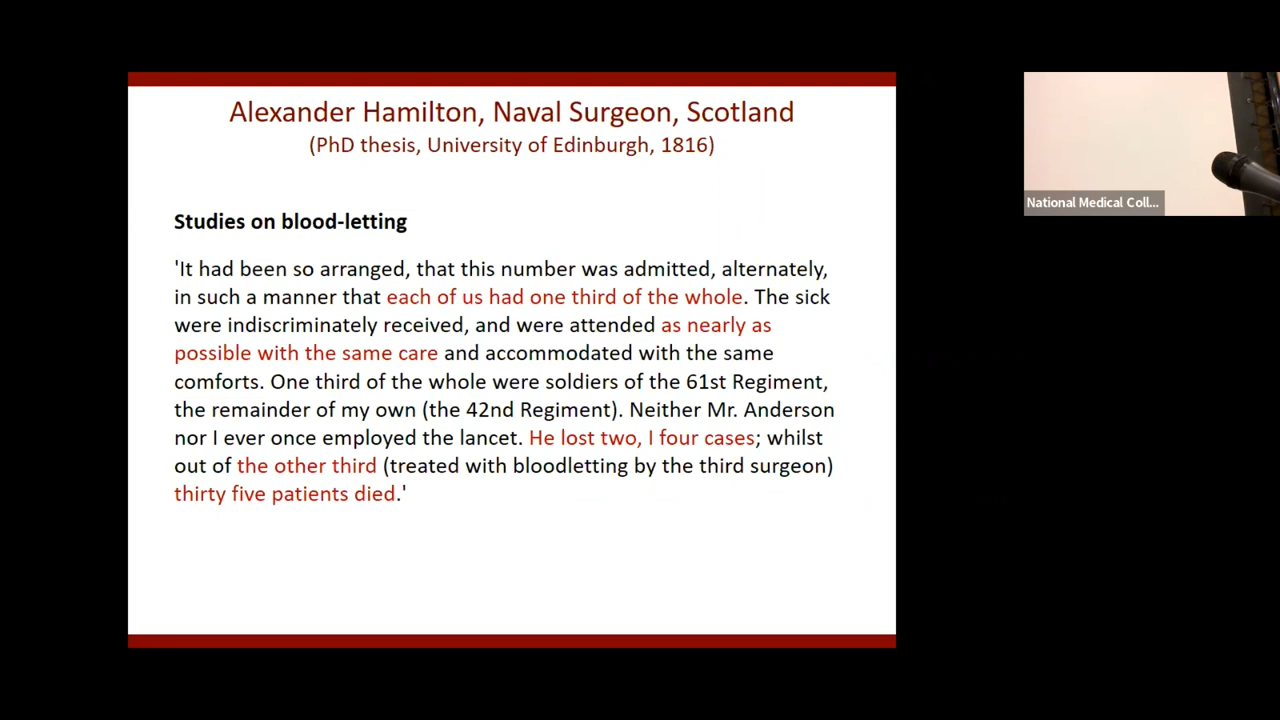 Alexander Hamilton, Naval Surgeon, Scotland
(PhD thesis, University of Edinburgh, 1816)
Studies on blood-letting
'It had been so arranged, that this number was admitted, alternately,
in such a manner that each of us had one third of the whole. The sick
were indiscriminately received, and were attended as nearly as
possible with the same care and accommodated with the same
comforts. One third of the whole were soldiers of the 61st Regiment,
the remainder of my own (the 42nd Regiment). Neither Mr. Anderson
nor I ever once employed the lancet. He lost two, I four cases; whilst
out of the other third (treated with bloodletting by the third surgeon)
thirty five patients died.'
National Medical Coll...